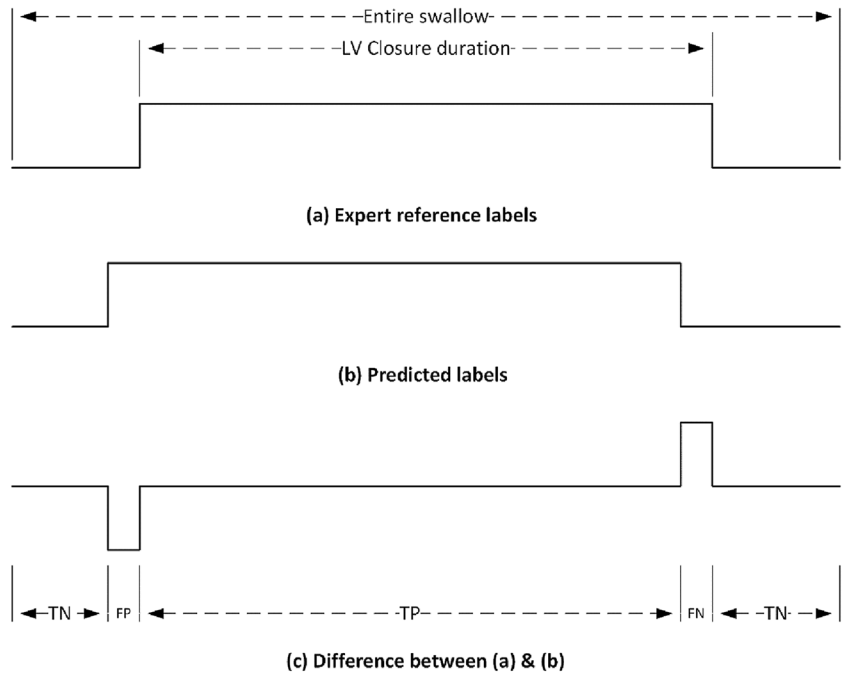 Entire swallow
LV Closure duration
(a) Expert reference labels
(b) Predicted labels
TN FP TP FN TN
(c) Difference between (a) & (b)